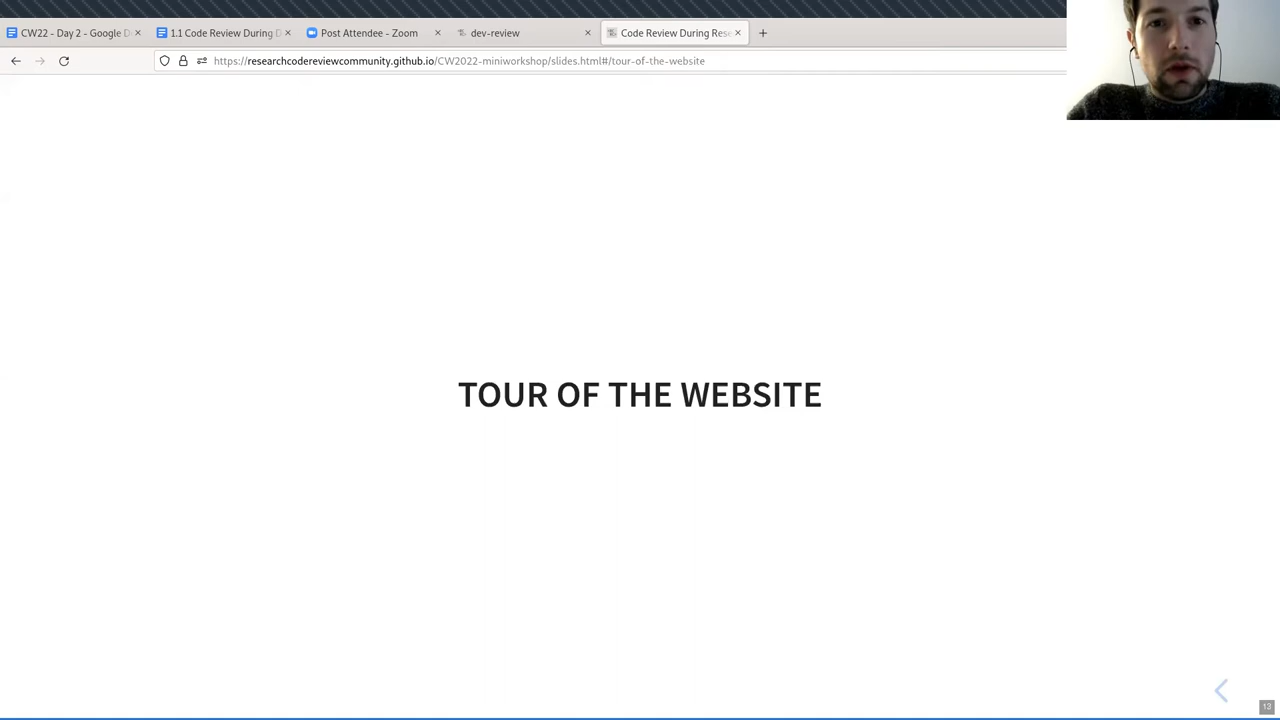 CW22 - Day 2 - Google D
1.1 Code Review During D
Post Attendee - Zoom
dev-review
Code Review During Rese
https://researchcodereviewcommunity.github.io/CW2022-miniworkshop/slides.html#/tour-of-the-website
TOUR OF THE WEBSITE
13